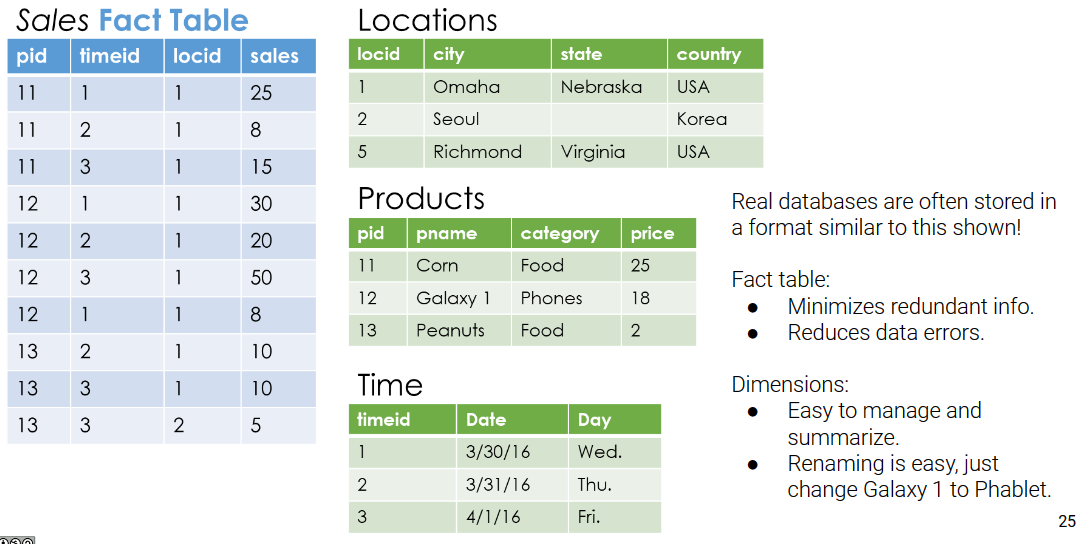 Sales Fact Table
pid timeid locid sales
11 1 1 25
11 2 1 8
11 3 1 15
12 1 1 30
12 2 1 20
12 3 1 50
12 1 1 8
13 2 1 10
13 3 1 10
13 3 2 5
Locations
locid city state country
1 Omaha Nebraska USA
2 Seoul Korea
5 Richmond Virginia USA
Products
pid pname category price
11 Corn Food 25
12 Galaxy 1 Phones 18
13 Peanuts Food 2
Time
timeid Date Day
1 3/30/16 Wed.
2 3/31/16 Thu.
3 4/1/16 Fri.
Real databases are often stored in
a format similar to this shown!
Fact table:
● Minimizes redundant info.
● Reduces data errors.
Dimensions:
● Easy to manage and
summarize.
● Renaming is easy, just
change Galaxy 1 to Phablet.
25